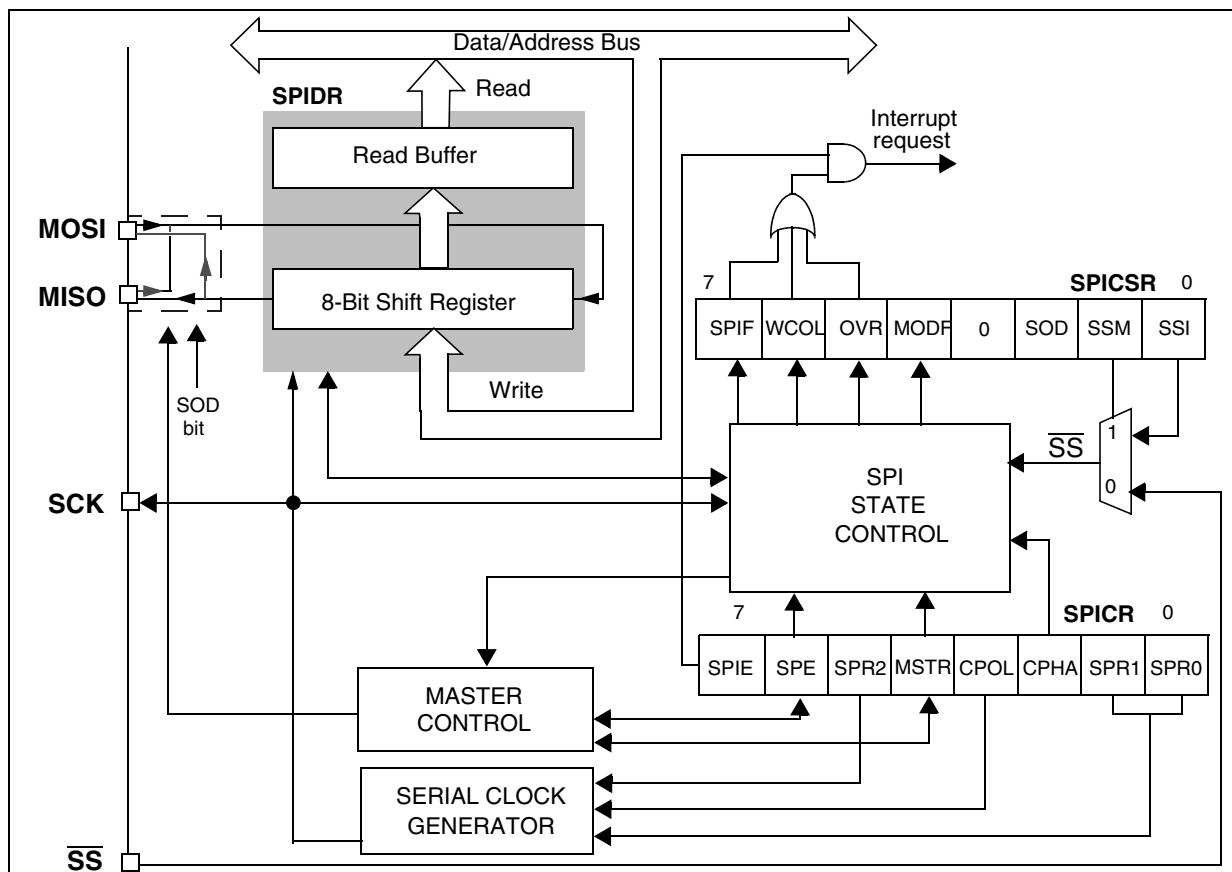 Data/Address Bus
SPIDR
Read
Read Buffer
Interrupt
request
MOSI
MISO
8-Bit Shift Register
7
SPICSR
0
SPIF
WCOL
OVR
MODF
0
SOD
SSM
SSI
Write
SOD
bit
1
SS
0
SCK
SPI
STATE
CONTROL
7
SPICR
0
SPIE
SPE
SPR2
MSTR
CPOL
CPHA
SPR1
SPR0
MASTER
CONTROL
SERIAL CLOCK
GENERATOR
SS